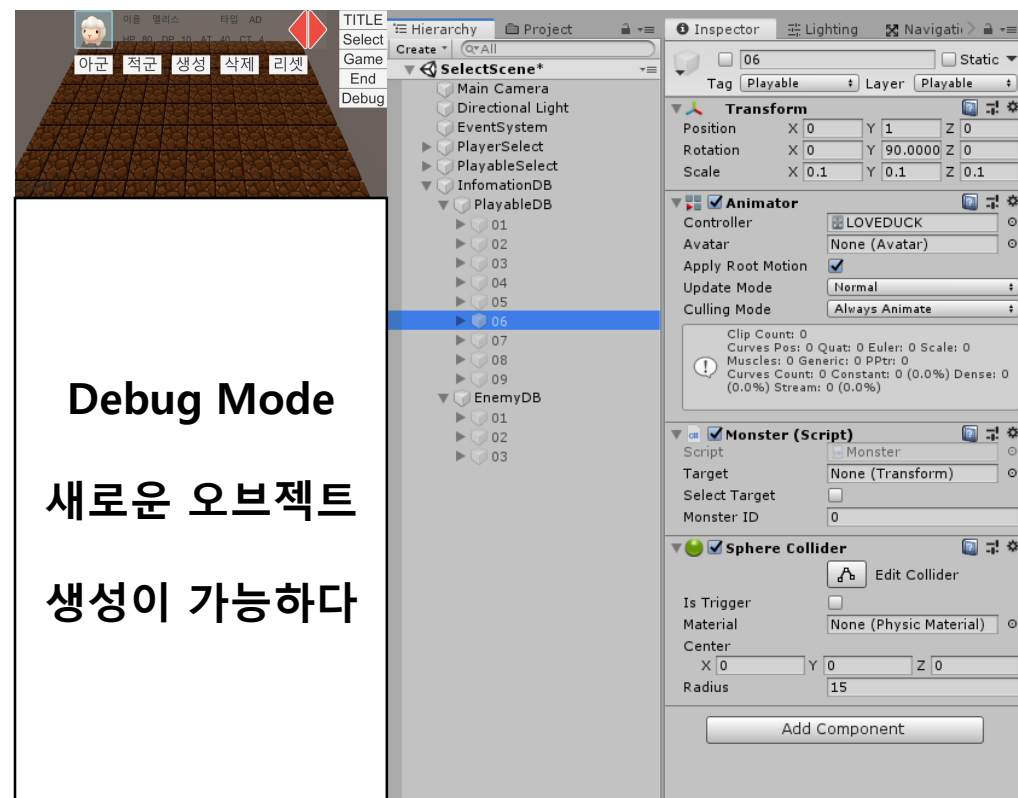 이름 앨리스 타입 AD
HP 80 DP 10 AT 40 CT 4
아군 적군 생성 삭제 리셋
TITLE
Select
Game
End
Debug
Debug Mode
새로운 오브젝트
생성이 가능하다
Hierarchy Project
Create All
SelectScene*
Main Camera
Directional Light
EventSystem
PlayerSelect
PlayableSelect
InfomationDB
PlayableDB
01
02
03
04
05
06
07
08
09
EnemyDB
01
02
03
Inspector Lighting Navigati
06 Static
Tag Playable Layer Playable
Transform
Position X 0 Y 1 Z 0
Rotation X 0 Y 90.0000 Z 0
Scale X 0.1 Y 0.1 Z 0.1
Animator
Controller LOVEDUCK
Avatar None (Avatar)
Apply Root Motion
Update Mode Normal
Culling Mode Always Animate
Clip Count: 0
Curves Pos: 0 Quat: 0 Euler: 0 Scale: 0
Muscles: 0 Generic: 0 PPtr: 0
Curves Count: 0 Constant: 0 (0.0%) Dense: 0
(0.0%) Stream: 0 (0.0%)
Monster (Script)
Script Monster
Target None (Transform)
Select Target
Monster ID 0
Sphere Collider
Edit Collider
Is Trigger
Material None (Physic Material)
Center
X 0 Y 0 Z 0
Radius 15
Add Component